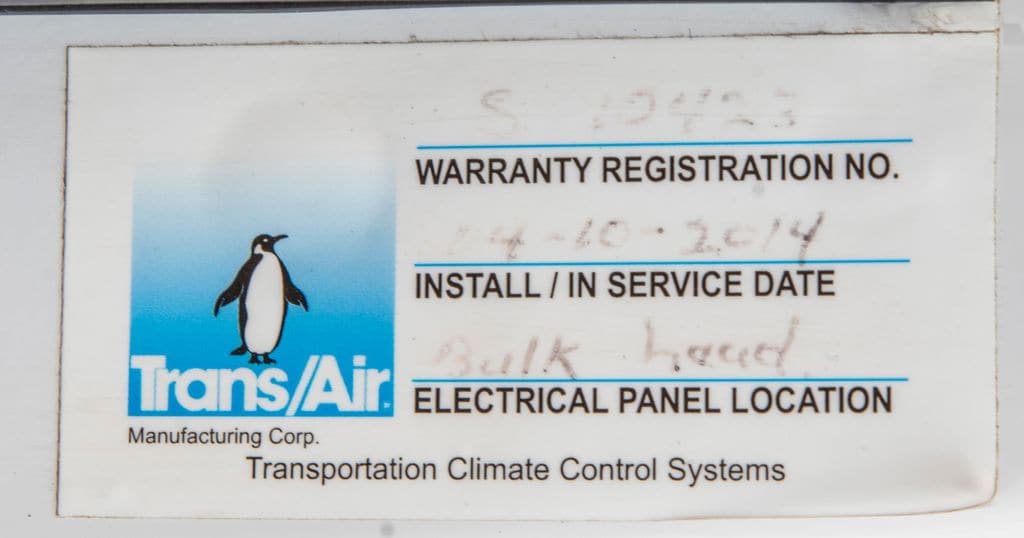 S 10423
WARRANTY REGISTRATION NO.
14-10-2014
INSTALL / IN SERVICE DATE
Bulk head
ELECTRICAL PANEL LOCATION
Trans/Air
Manufacturing Corp.
Transportation Climate Control Systems